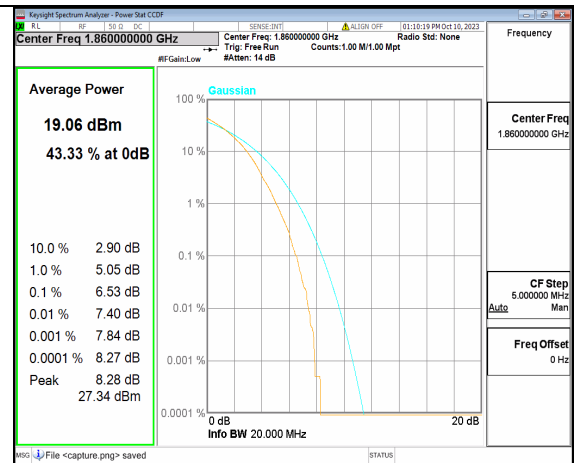 Keysight Spectrum Analyzer - Power Stat CCDF
RL RF 50 Ω DC SENSE:INT ALIGN OFF 01:10:19 PM Oct 10, 2023
Center Freq 1.860000000 GHz
Center Freq: 1.860000000 GHz Radio Std: None
Trig: Free Run Counts:1.00 M/1.00 Mpt
#IFGain:Low #Atten: 14 dB
Frequency
Average Power
19.06 dBm
43.33 % at 0dB
10.0 % 2.90 dB
1.0 % 5.05 dB
0.1 % 6.53 dB
0.01 % 7.40 dB
0.001 % 7.84 dB
0.0001 % 8.27 dB
Peak 8.28 dB
27.34 dBm
Gaussian
100 %
10 %
1 %
0.1 %
0.01 %
0.001 %
0.0001 %
0 dB 20 dB
Info BW 20.000 MHz
Center Freq
1.860000000 GHz
CF Step
5.000000 MHz
Auto Man
Freq Offset
0 Hz
MSG File <capture.png> saved STATUS